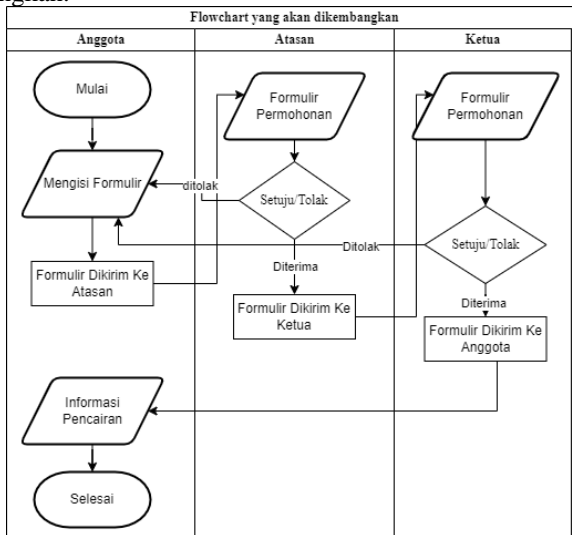 Flowchart yang akan dikembangkan
Anggota
Atasan
Ketua
Mulai
Formulir
Permohonan
Formulir
Permohonan
Mengisi Formulir
ditolak
Setuju/Tolak
Ditolak
Setuju/Tolak
Formulir Dikirim Ke
Atasan
Diterima
Formulir Dikirim Ke
Ketua
Diterima
Formulir Dikirim Ke
Anggota
Informasi
Pencairan
Selesai